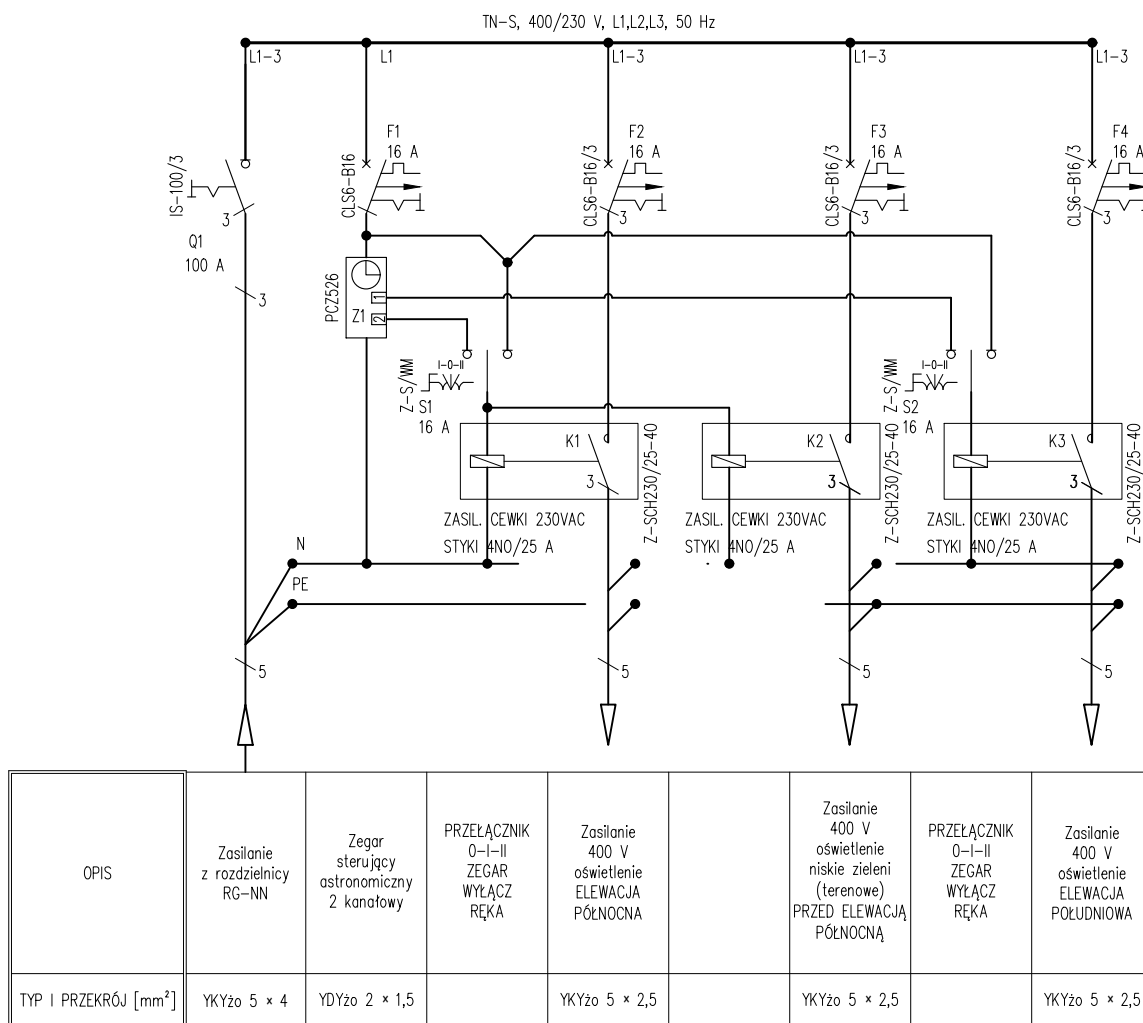 TN-S, 400/230 V, L1,L2,L3, 50 Hz
L1-3
L1
L1-3
L1-3
L1-3
IS-100/3
3
Q1
100 A
3
CLS6-B16
F1
16 A
CLS6-B16/3
F2
16 A
3
CLS6-B16/3
F3
16 A
3
CLS6-B16/3
F4
16 A
3
PCZ526
Z1
1
2
Z-S/WM
I-0-II
S1
16 A
Z-S/WM
I-0-II
S2
16 A
K1
3
Z-SCH230/25-40
K2
3
Z-SCH230/25-40
K3
3
Z-SCH230/25-40
ZASIL. CEWKI 230VAC
STYKI 4NO/25 A
ZASIL. CEWKI 230VAC
STYKI 4NO/25 A
ZASIL. CEWKI 230VAC
STYKI 4NO/25 A
N
PE
5
5
5
5
OPIS
Zasilanie
z rozdzielnicy
RG-NN
Zegar
sterujący
astronomiczny
2 kanałowy
PRZEŁĄCZNIK
0-I-II
ZEGAR
WYŁĄCZ
RĘKA
Zasilanie
400 V
oświetlenie
ELEWACJA
PÓŁNOCNA
Zasilanie
400 V
oświetlenie
niskie zieleni
(terenowe)
PRZED ELEWACJĄ
PÓŁNOCNĄ
PRZEŁĄCZNIK
0-I-II
ZEGAR
WYŁĄCZ
RĘKA
Zasilanie
400 V
oświetlenie
ELEWACJA
POŁUDNIOWA
TYP I PRZEKRÓJ [mm²]
YKYżo 5 × 4
YDYżo 2 × 1,5
YKYżo 5 × 2,5
YKYżo 5 × 2,5
YKYżo 5 × 2,5